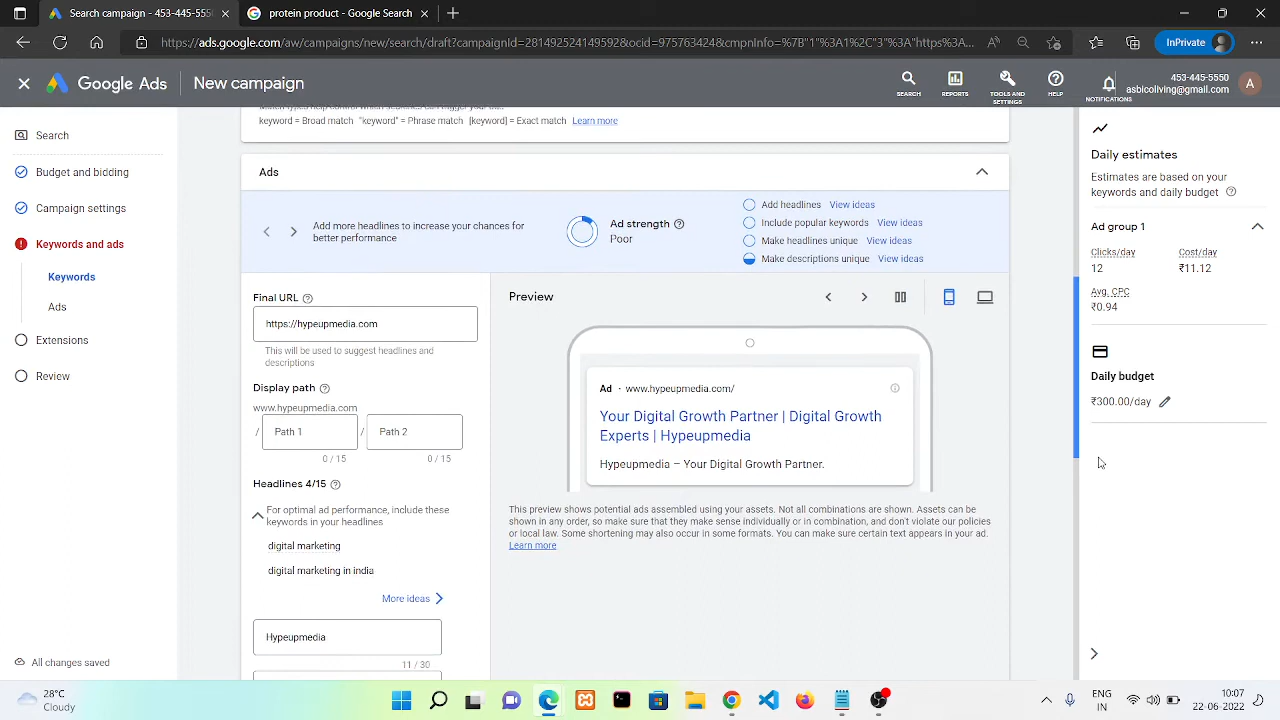 Search campaign - 453-445-555
protein product - Google Search
https://ads.google.com/aw/campaigns/new/search/draft?campaignId=281492524149592&ocid=9757634248&cmpnInfo=%7B"1%3A1%2C"3%3A"https%3A...
InPrivate
Google Ads
New campaign
SEARCH
REPORTS
TOOLS SETTINGS
HELP
NOTIFICATIONS
453-445-5550
asblcoliving@gmail.com
A
Search
Budget and bidding
Campaign settings
Keywords and ads
Keywords
Ads
Extensions
Review
All changes saved
keyword = Broad match "keyword" = Phrase match [keyword] = Exact match Learn more
Ads
Add more headlines to increase your chances for
better performance
Ad strength
Poor
Add headlines View ideas
Include popular keywords View ideas
Make headlines unique View ideas
Make descriptions unique View ideas
Final URL
https://hypeupmedia.com
This will be used to suggest headlines and
descriptions
Display path
www.hypeupmedia.com
/ Path 1 / Path 2
0 / 15 0 / 15
Headlines 4/15
For optimal ad performance, include these
keywords in your headlines
digital marketing
digital marketing in india
More ideas
Hypeupmedia
11 / 30
Preview
Ad · www.hypeupmedia.com/
Your Digital Growth Partner | Digital Growth
Experts | Hypeupmedia
Hypeupmedia – Your Digital Growth Partner.
This preview shows potential ads assembled using your assets. Not all combinations are shown. Assets can be
shown in any order, so make sure that they make sense individually or in combination, and don't violate our policies
or local law. Some shortening may also occur in some formats. You can make sure certain text appears in your ad.
Learn more
Daily estimates
Estimates are based on your
keywords and daily budget
Ad group 1
Clicks/day Cost/day
12 ₹11.12
Avg. CPC
₹0.94
Daily budget
₹300.00/day
28°C
Cloudy
ENG
IN
10:07
22-06-2022